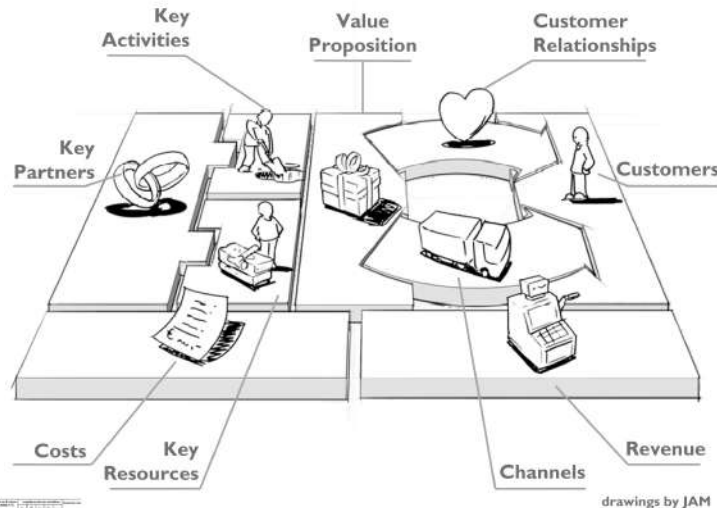 Key
Activities
Value
Proposition
Customer
Relationships
Key
Partners
Customers
Costs
Key
Resources
Channels
Revenue
drawings by JAM